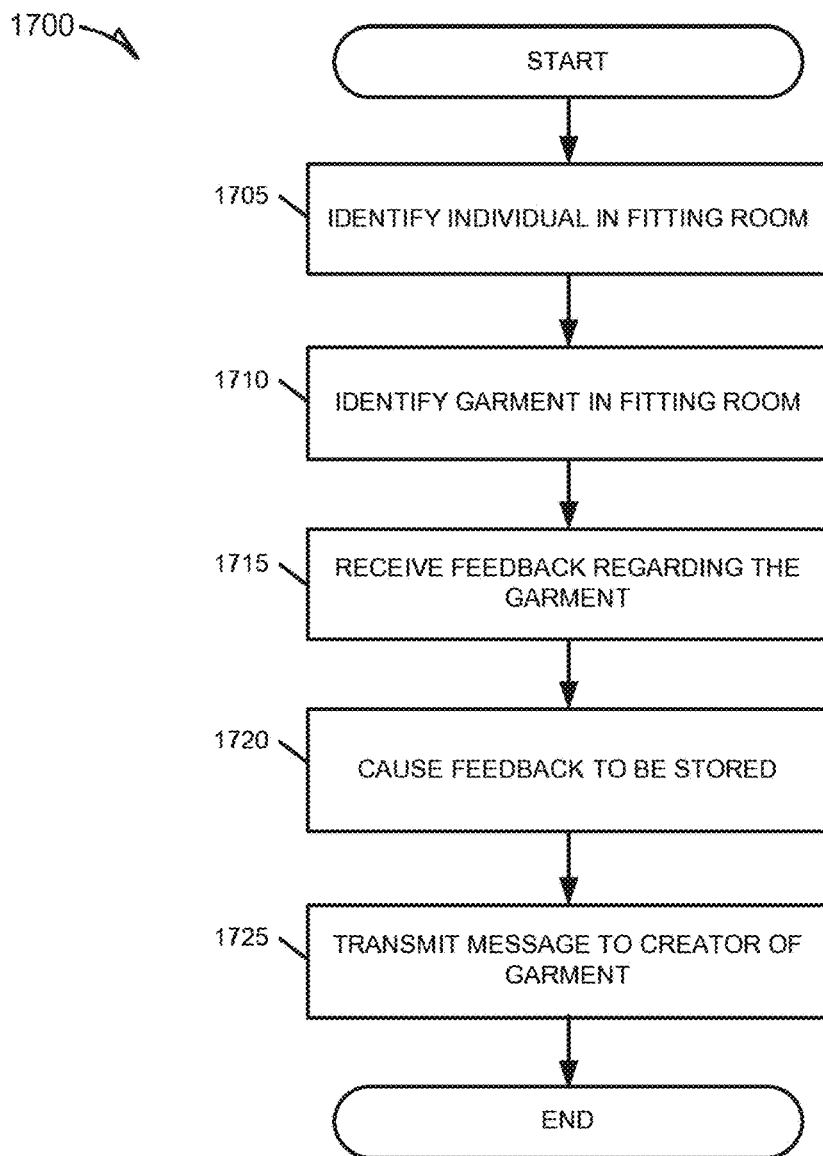 1700
START
1705
IDENTIFY INDIVIDUAL IN FITTING ROOM
1710
IDENTIFY GARMENT IN FITTING ROOM
1715
RECEIVE FEEDBACK REGARDING THE
GARMENT
1720
CAUSE FEEDBACK TO BE STORED
1725
TRANSMIT MESSAGE TO CREATOR OF
GARMENT
END